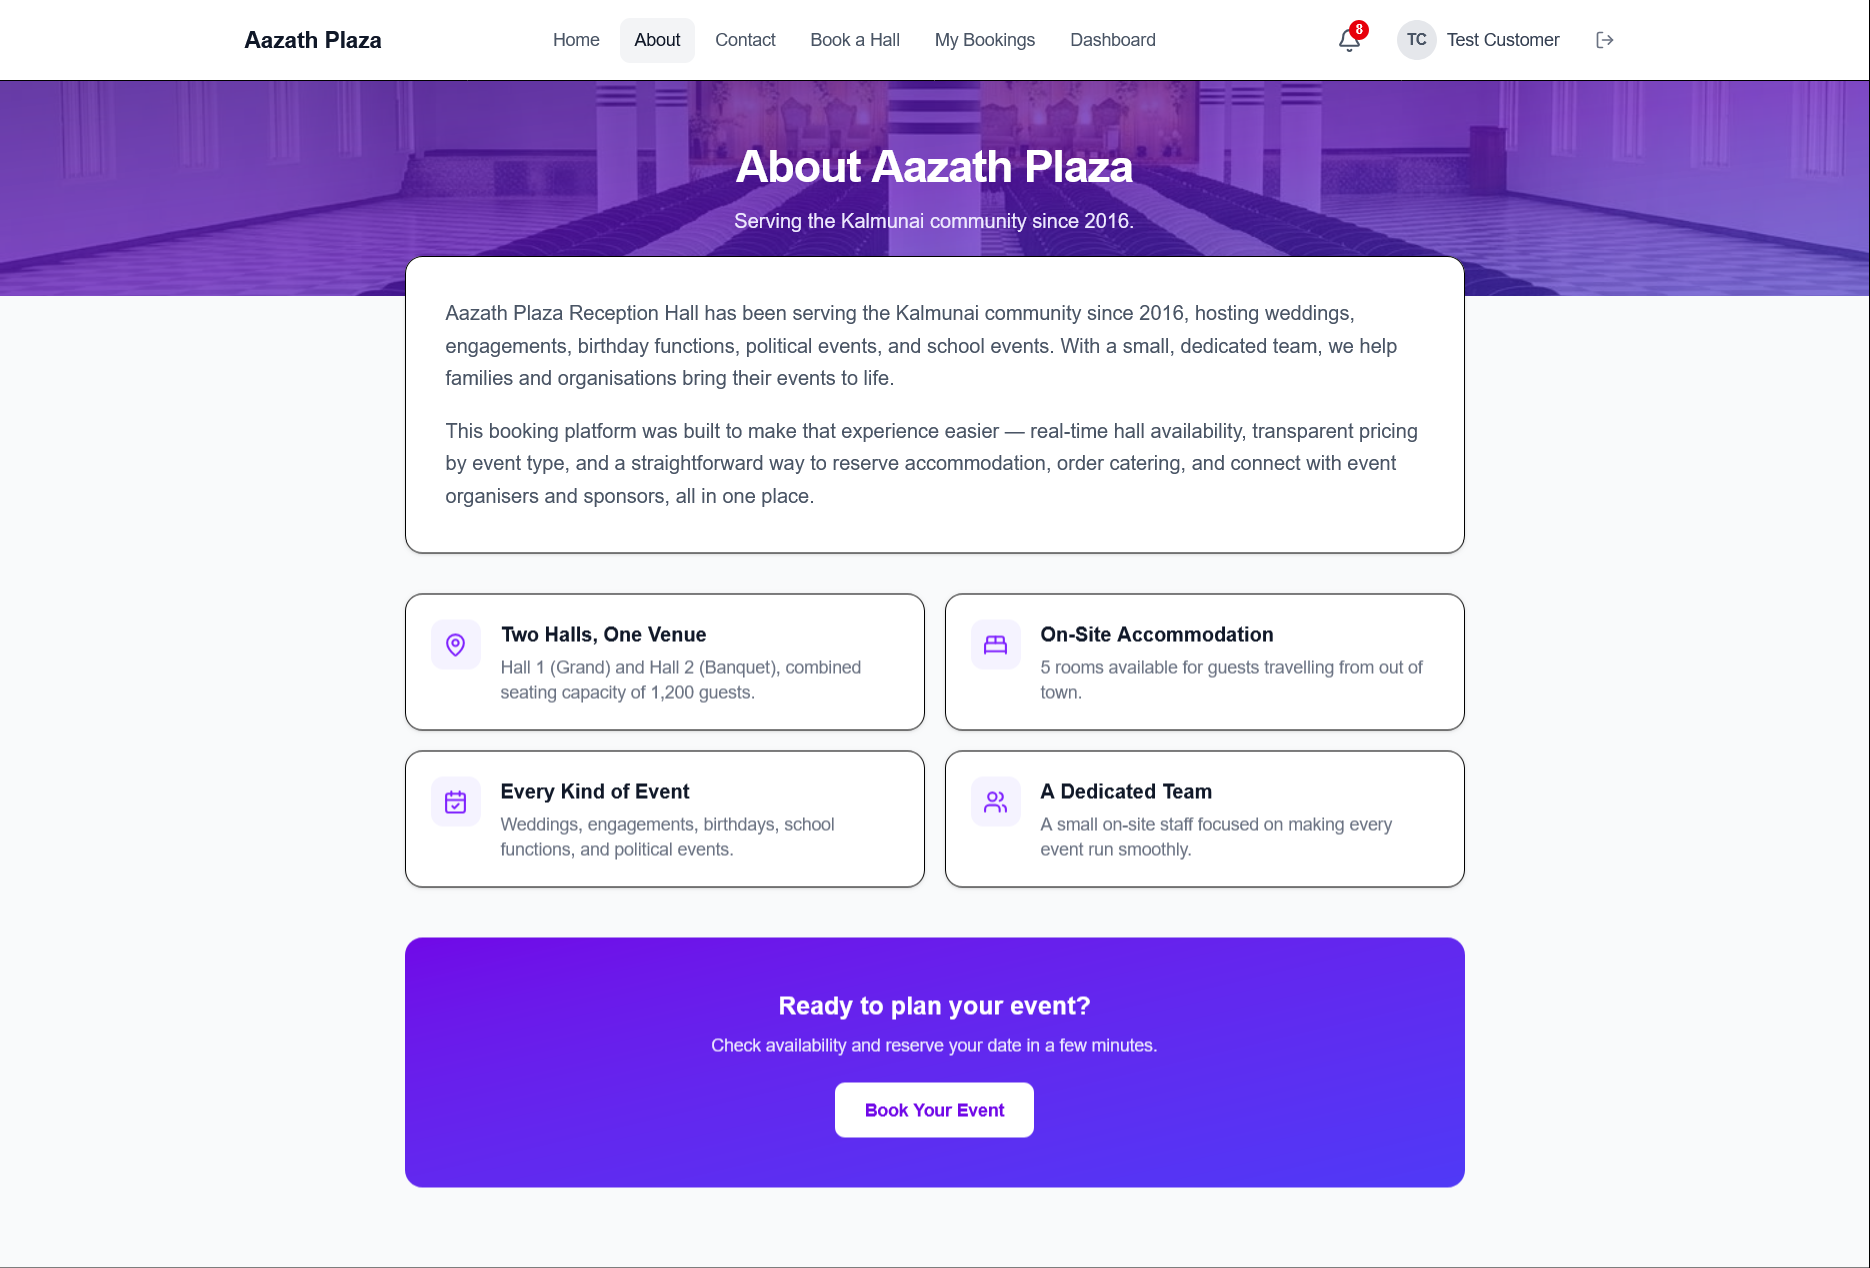 Aazath Plaza
Home
About
Contact
Book a Hall
My Bookings
Dashboard
8
TC
Test Customer
About Aazath Plaza
Serving the Kalmunai community since 2016.
Aazath Plaza Reception Hall has been serving the Kalmunai community since 2016, hosting weddings,
engagements, birthday functions, political events, and school events. With a small, dedicated team, we help
families and organisations bring their events to life.
This booking platform was built to make that experience easier — real-time hall availability, transparent pricing
by event type, and a straightforward way to reserve accommodation, order catering, and connect with event
organisers and sponsors, all in one place.
Two Halls, One Venue
Hall 1 (Grand) and Hall 2 (Banquet), combined
seating capacity of 1,200 guests.
On-Site Accommodation
5 rooms available for guests travelling from out of
town.
Every Kind of Event
Weddings, engagements, birthdays, school
functions, and political events.
A Dedicated Team
A small on-site staff focused on making every
event run smoothly.
Ready to plan your event?
Check availability and reserve your date in a few minutes.
Book Your Event